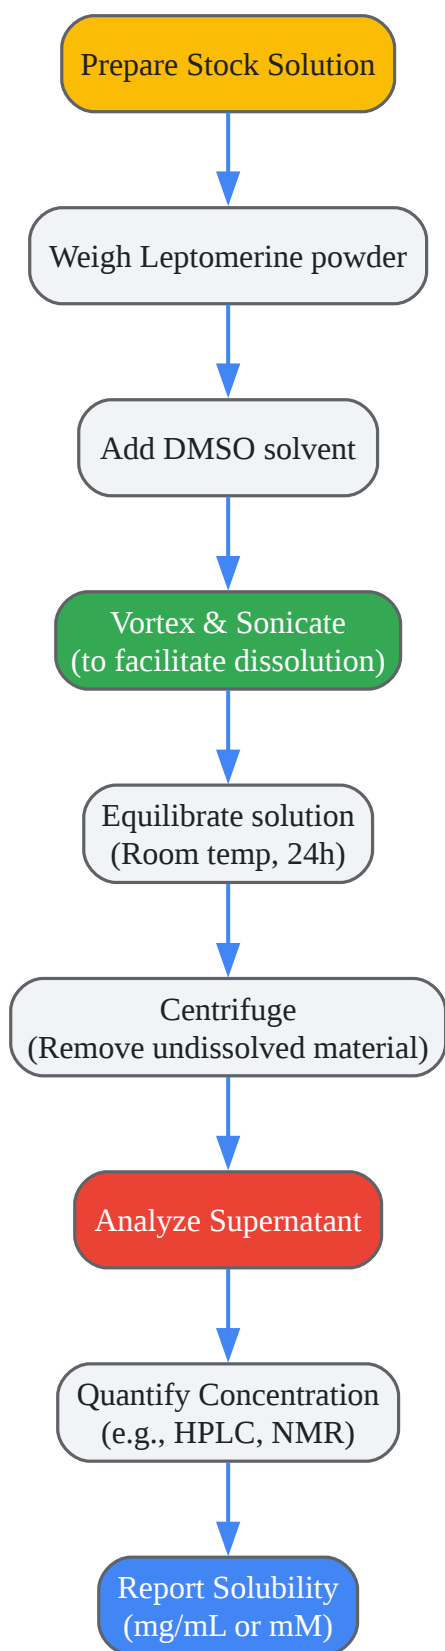 Prepare Stock Solution
Weigh Leptomerine powder
Add DMSO solvent
Vortex & Sonicate
(to facilitate dissolution)
Equilibrate solution
(Room temp, 24h)
Centrifuge
(Remove undissolved material)
Analyze Supernatant
Quantify Concentration
(e.g., HPLC, NMR)
Report Solubility
(mg/mL or mM)